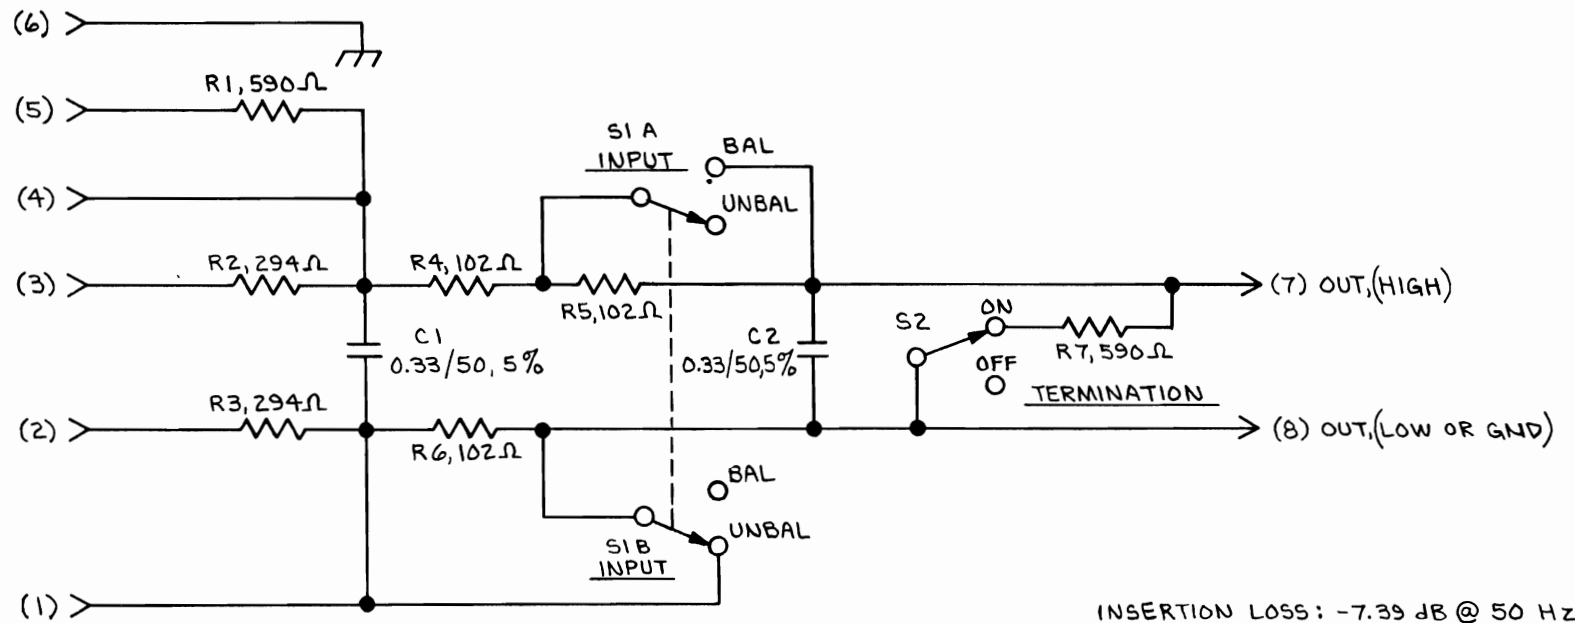 (6)
R1, 590Ω
(5)
S1 A
INPUT
BAL
(4)
UNBAL
R2, 294Ω
R4, 102Ω
(3)
(7) OUT,(HIGH)
R5, 102Ω
S2
ON
C1
0.33/50, 5%
C2
0.33/50,5%
R7, 590Ω
OFF
TERMINATION
R3, 294Ω
(2)
(8) OUT,(LOW OR GND)
R6, 102Ω
BAL
UNBAL
S1B
INPUT
(1)
INSERTION LOSS: -7.39 dB @ 50 Hz